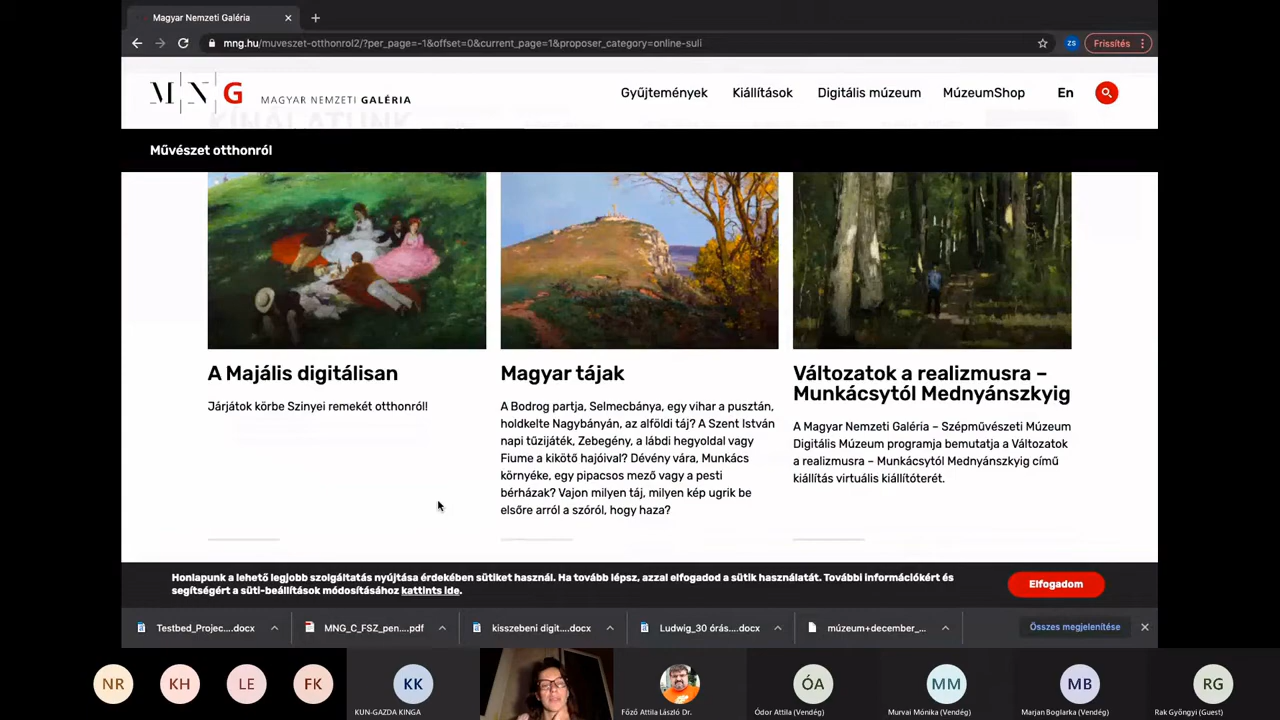 Magyar Nemzeti Galéria
mng.hu/muveszet-otthonrol2/?per_page=-1&offset=0&current_page=1&proposer_category=online-suli
ZS
Frissítés
MNG MAGYAR NEMZETI GALÉRIA
Gyűjtemények
Kiállítások
Digitális múzeum
MúzeumShop
En
KÍNÁLATUNK
Művészet otthonról
A Majális digitálisan
Járjátok körbe Szinyei remekét otthonról!
Magyar tájak
A Bodrog partja, Selmecbánya, egy vihar a pusztán,
holdkelte Nagybányán, az alföldi táj? A Szent István
napi tűzijáték, Zebegény, a lábdi hegyoldal vagy
Fiume a kikötő hajóival? Dévény vára, Munkács
környéke, egy pipacsos mező vagy a pesti
bérházak? Vajon milyen táj, milyen kép ugrik be
elsőre arról a szóról, hogy haza?
Változatok a realizmusra –
Munkácsytól Mednyánszkyig
A Magyar Nemzeti Galéria – Szépművészeti Múzeum
Digitális Múzeum programja bemutatja a Változatok
a realizmusra – Munkácsytól Mednyánszkyig című
kiállítás virtuális kiállítóterét.
Honlapunk a lehető legjobb szolgáltatás nyújtása érdekében sütiket használ. Ha tovább lépsz, azzal elfogadod a sütik használatát. További információkért és
segítségért a süti-beállítások módosításához kattints ide.
Elfogadom
Testbed_Projec....docx
MNG_C_FSZ_pen....pdf
kisszebeni digit....docx
Ludwig_30 órás....docx
múzeum+december_...
Összes megjelenítése
NR
KH
LE
FK
KK
ÓA
MM
MB
RG
KUN-GAZDA KINGA
Főző Attila László Dr.
Ódor Attila (Vendég)
Murvai Mónika (Vendég)
Marjan Boglarka (Vendég)
Rak Gyöngyi (Guest)